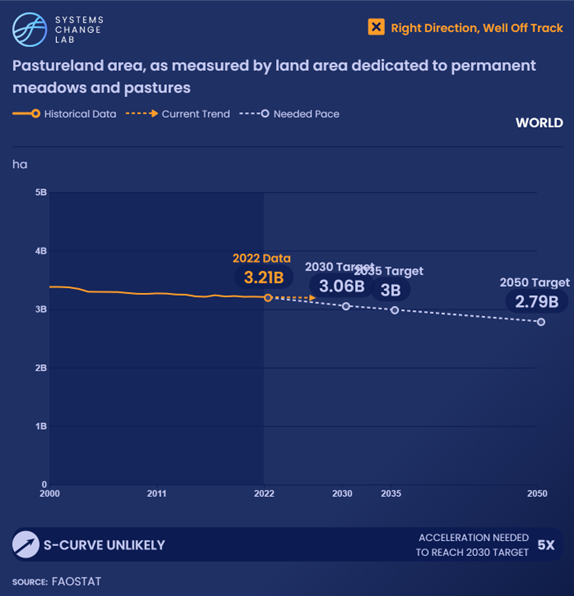 SYSTEMS
CHANGE
LAB
Right Direction, Well Off Track
Pastureland area, as measured by land area dedicated to permanent
meadows and pastures
Historical Data Current Trend Needed Pace
WORLD
ha
5B
4B
3B
2B
1B
0
2022 Data
3.21B
2030 Target
3.06B
2035 Target
3B
2050 Target
2.79B
2000 2011 2022 2030 2035 2050
S-CURVE UNLIKELY
ACCELERATION NEEDED
TO REACH 2030 TARGET
5X
SOURCE: FAOSTAT